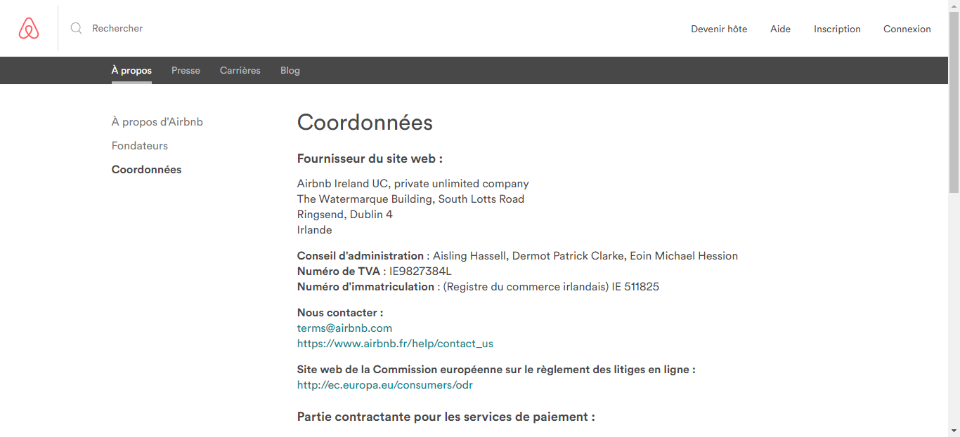 Rechercher
Devenir hôte
Aide
Inscription
Connexion
À propos
Presse
Carrières
Blog
À propos d'Airbnb
Fondateurs
Coordonnées
Coordonnées
Fournisseur du site web :
Airbnb Ireland UC, private unlimited company
The Watermarque Building, South Lotts Road
Ringsend, Dublin 4
Irlande
Conseil d'administration : Aisling Hassell, Dermot Patrick Clarke, Eoin Michael Hession
Numéro de TVA : IE9827384L
Numéro d'immatriculation : (Registre du commerce irlandais) IE 511825
Nous contacter :
terms@airbnb.com
https://www.airbnb.fr/help/contact_us
Site web de la Commission européenne sur le règlement des litiges en ligne :
http://ec.europa.eu/consumers/odr
Partie contractante pour les services de paiement :